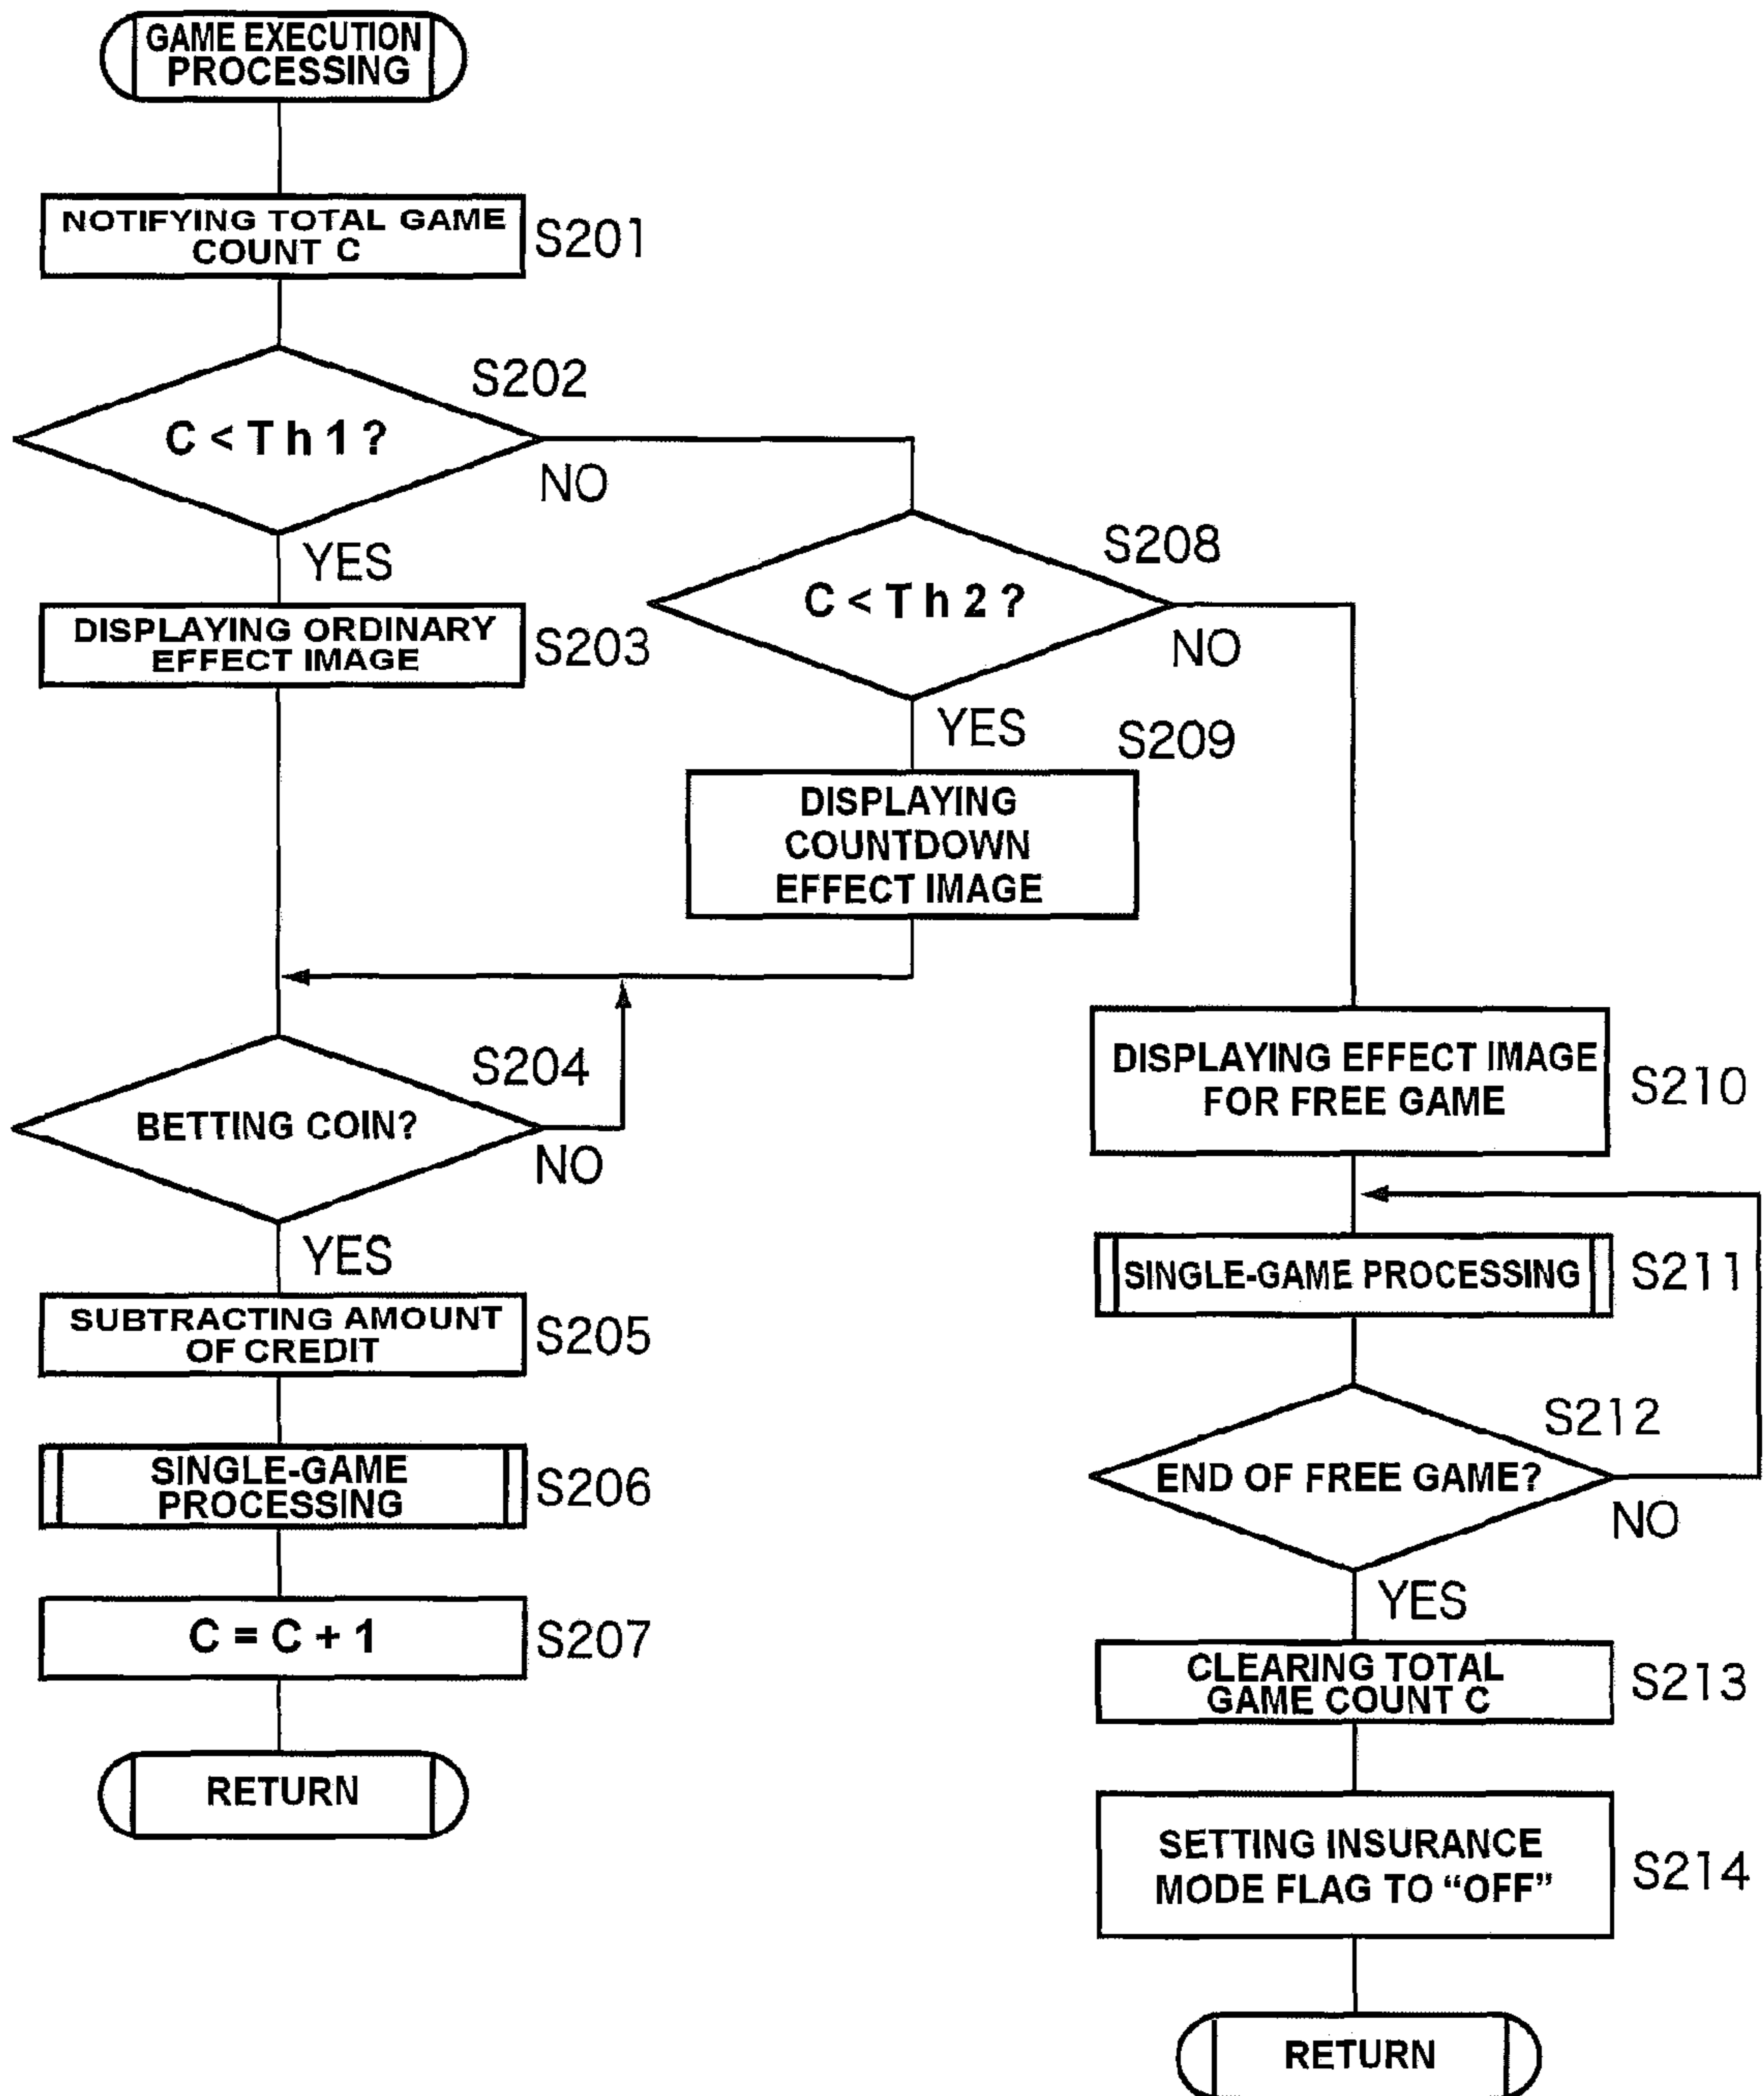 GAME EXECUTION
PROCESSING
NOTIFYING TOTAL GAME
COUNT C
S201
S202
C < Th1?
NO
YES
DISPLAYING ORDINARY
EFFECT IMAGE
S203
S208
C < Th2?
NO
YES
S209
DISPLAYING
COUNTDOWN
EFFECT IMAGE
S204
BETTING COIN?
NO
YES
SUBTRACTING AMOUNT
OF CREDIT
S205
SINGLE-GAME
PROCESSING
S206
C = C + 1
S207
RETURN
DISPLAYING EFFECT IMAGE
FOR FREE GAME
S210
SINGLE-GAME PROCESSING
S211
S212
END OF FREE GAME?
NO
YES
CLEARING TOTAL
GAME COUNT C
S213
SETTING INSURANCE
MODE FLAG TO “OFF”
S214
RETURN